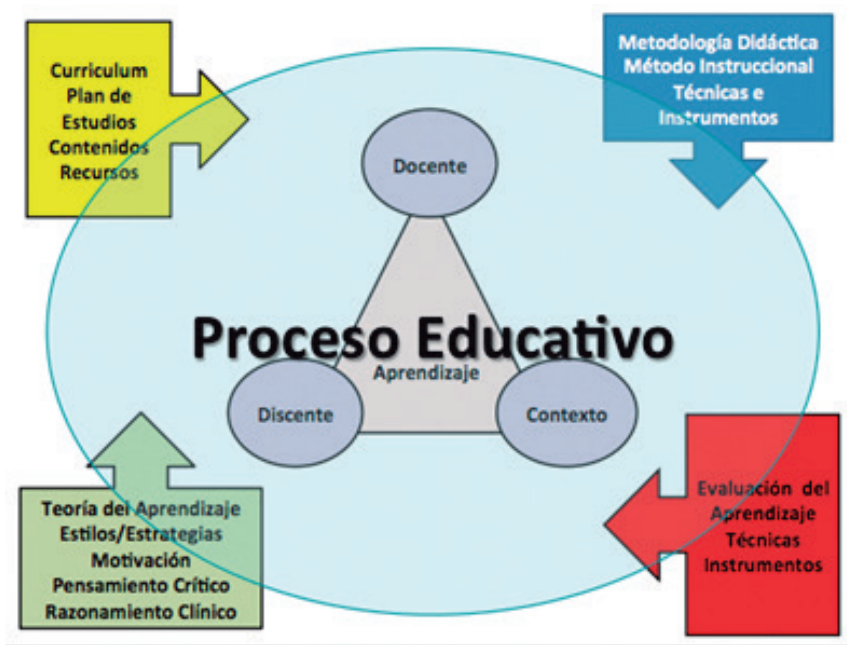 Curriculum
Plan de
Estudios
Contenidos
Recursos
Metodología Didáctica
Método Instruccional
Técnicas e
Instrumentos
Docente
Proceso Educativo
Aprendizaje
Discente
Contexto
Teoría del Aprendizaje
Estilos/Estrategias
Motivación
Pensamiento Crítico
Razonamiento Clínico
Evaluación del
Aprendizaje
Técnicas
Instrumentos